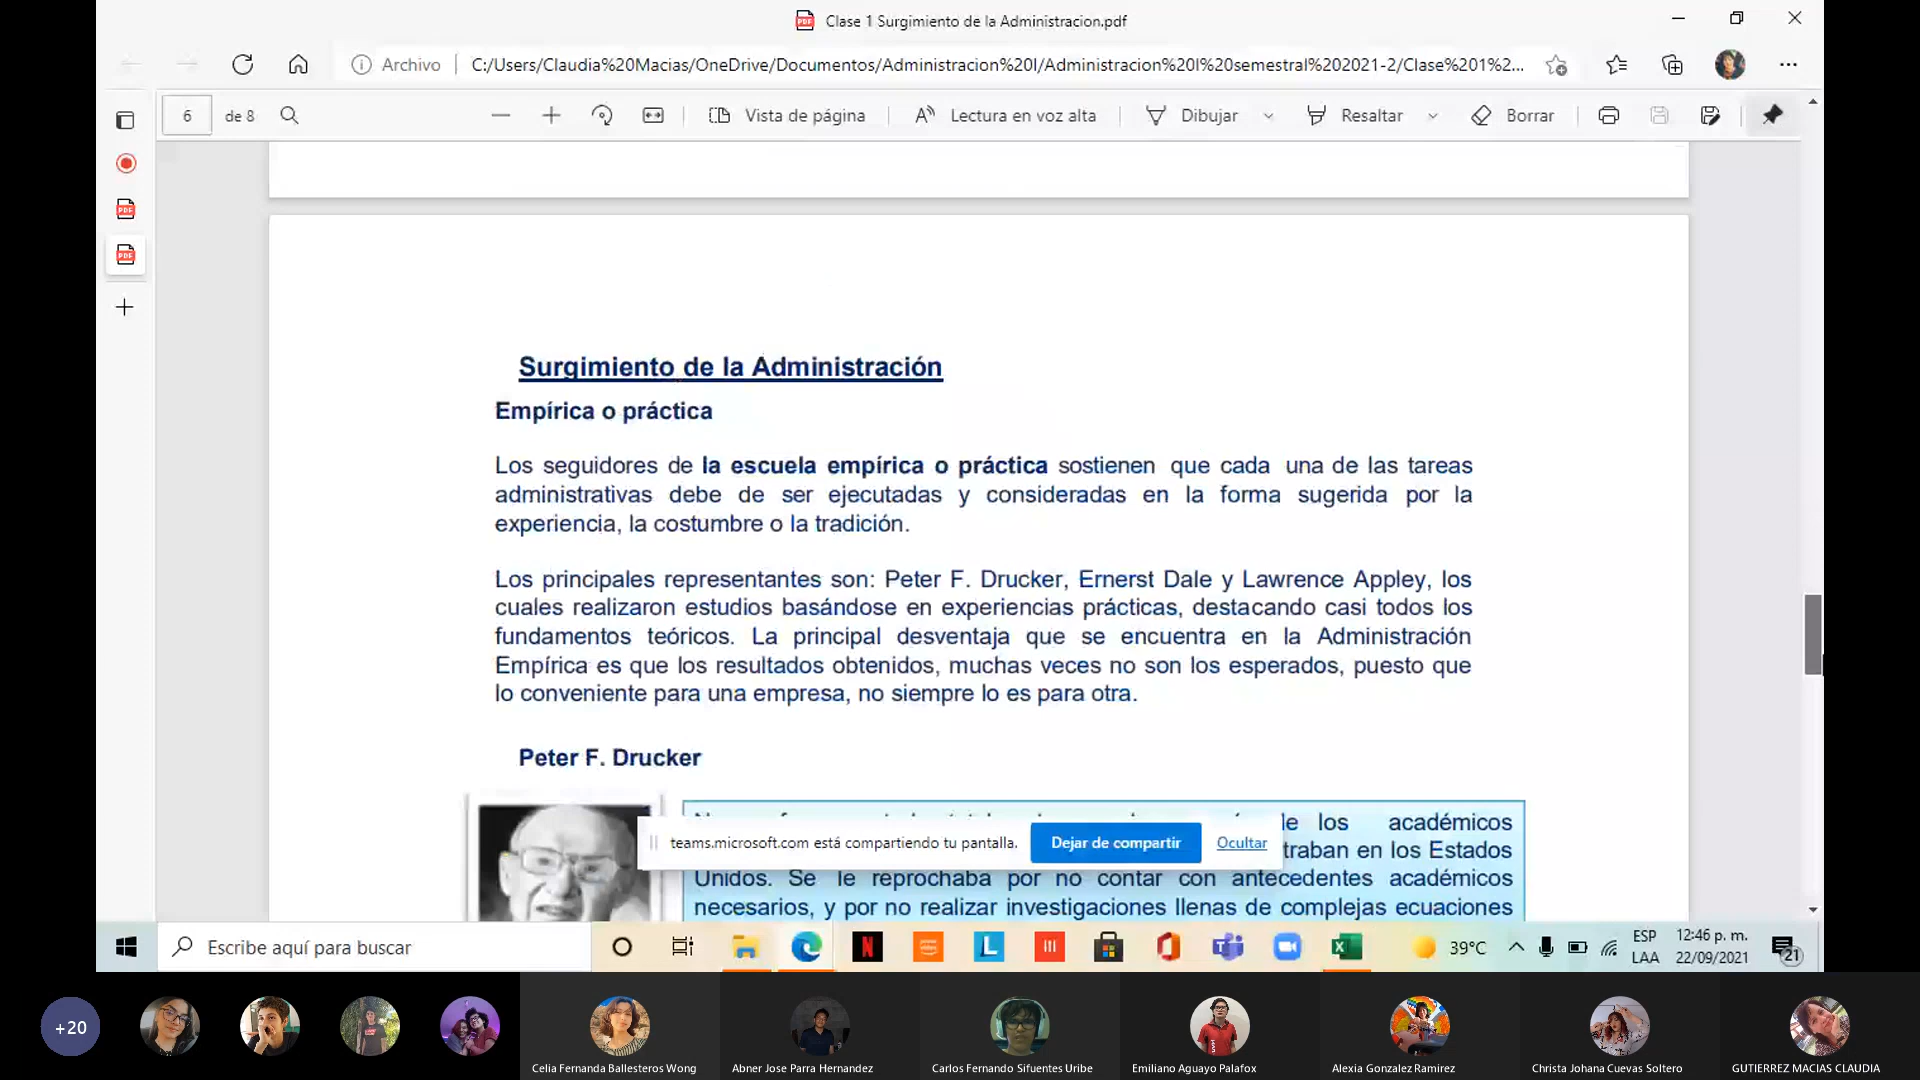 Clase 1 Surgimiento de la Administracion.pdf
Archivo C:/Users/Claudia%20Macias/OneDrive/Documentos/Administracion%20I/Administracion%20I%20semestral%202021-2/Clase%201%2...
6 de 8 Vista de página Lectura en voz alta Dibujar Resaltar Borrar
Surgimiento de la Administración
Empírica o práctica
Los seguidores de la escuela empírica o práctica sostienen que cada una de las tareas
administrativas debe de ser ejecutadas y consideradas en la forma sugerida por la
experiencia, la costumbre o la tradición.
Los principales representantes son: Peter F. Drucker, Ernerst Dale y Lawrence Appley, los
cuales realizaron estudios basándose en experiencias prácticas, destacando casi todos los
fundamentos teóricos. La principal desventaja que se encuentra en la Administración
Empírica es que los resultados obtenidos, muchas veces no son los esperados, puesto que
lo conveniente para una empresa, no siempre lo es para otra.
Peter F. Drucker
de los académicos
traban en los Estados
teams.microsoft.com está compartiendo tu pantalla. Dejar de compartir Ocultar
Unidos. Se le reprochaba por no contar con antecedentes académicos
necesarios, y por no realizar investigaciones llenas de complejas ecuaciones
Escribe aquí para buscar
39°C
ESP
LAA
12:46 p. m.
22/09/2021
21
+20
Celia Fernanda Ballesteros Wong
Abner Jose Parra Hernandez
Carlos Fernando Sifuentes Uribe
Emiliano Aguayo Palafox
Alexia Gonzalez Ramirez
Christa Johana Cuevas Soltero
GUTIERREZ MACIAS CLAUDIA